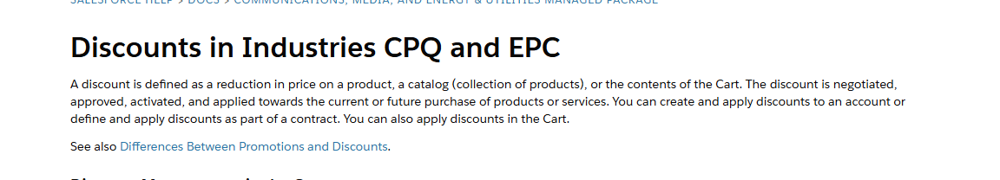 SALESFORCE HELP > DOCS > COMMUNICATIONS, MEDIA, AND ENERGY & UTILITIES MANAGED PACKAGE
Discounts in Industries CPQ and EPC
A discount is defined as a reduction in price on a product, a catalog (collection of products), or the contents of the Cart. The discount is negotiated,
approved, activated, and applied towards the current or future purchase of products or services. You can create and apply discounts to an account or
define and apply discounts as part of a contract. You can also apply discounts in the Cart.
See also Differences Between Promotions and Discounts.